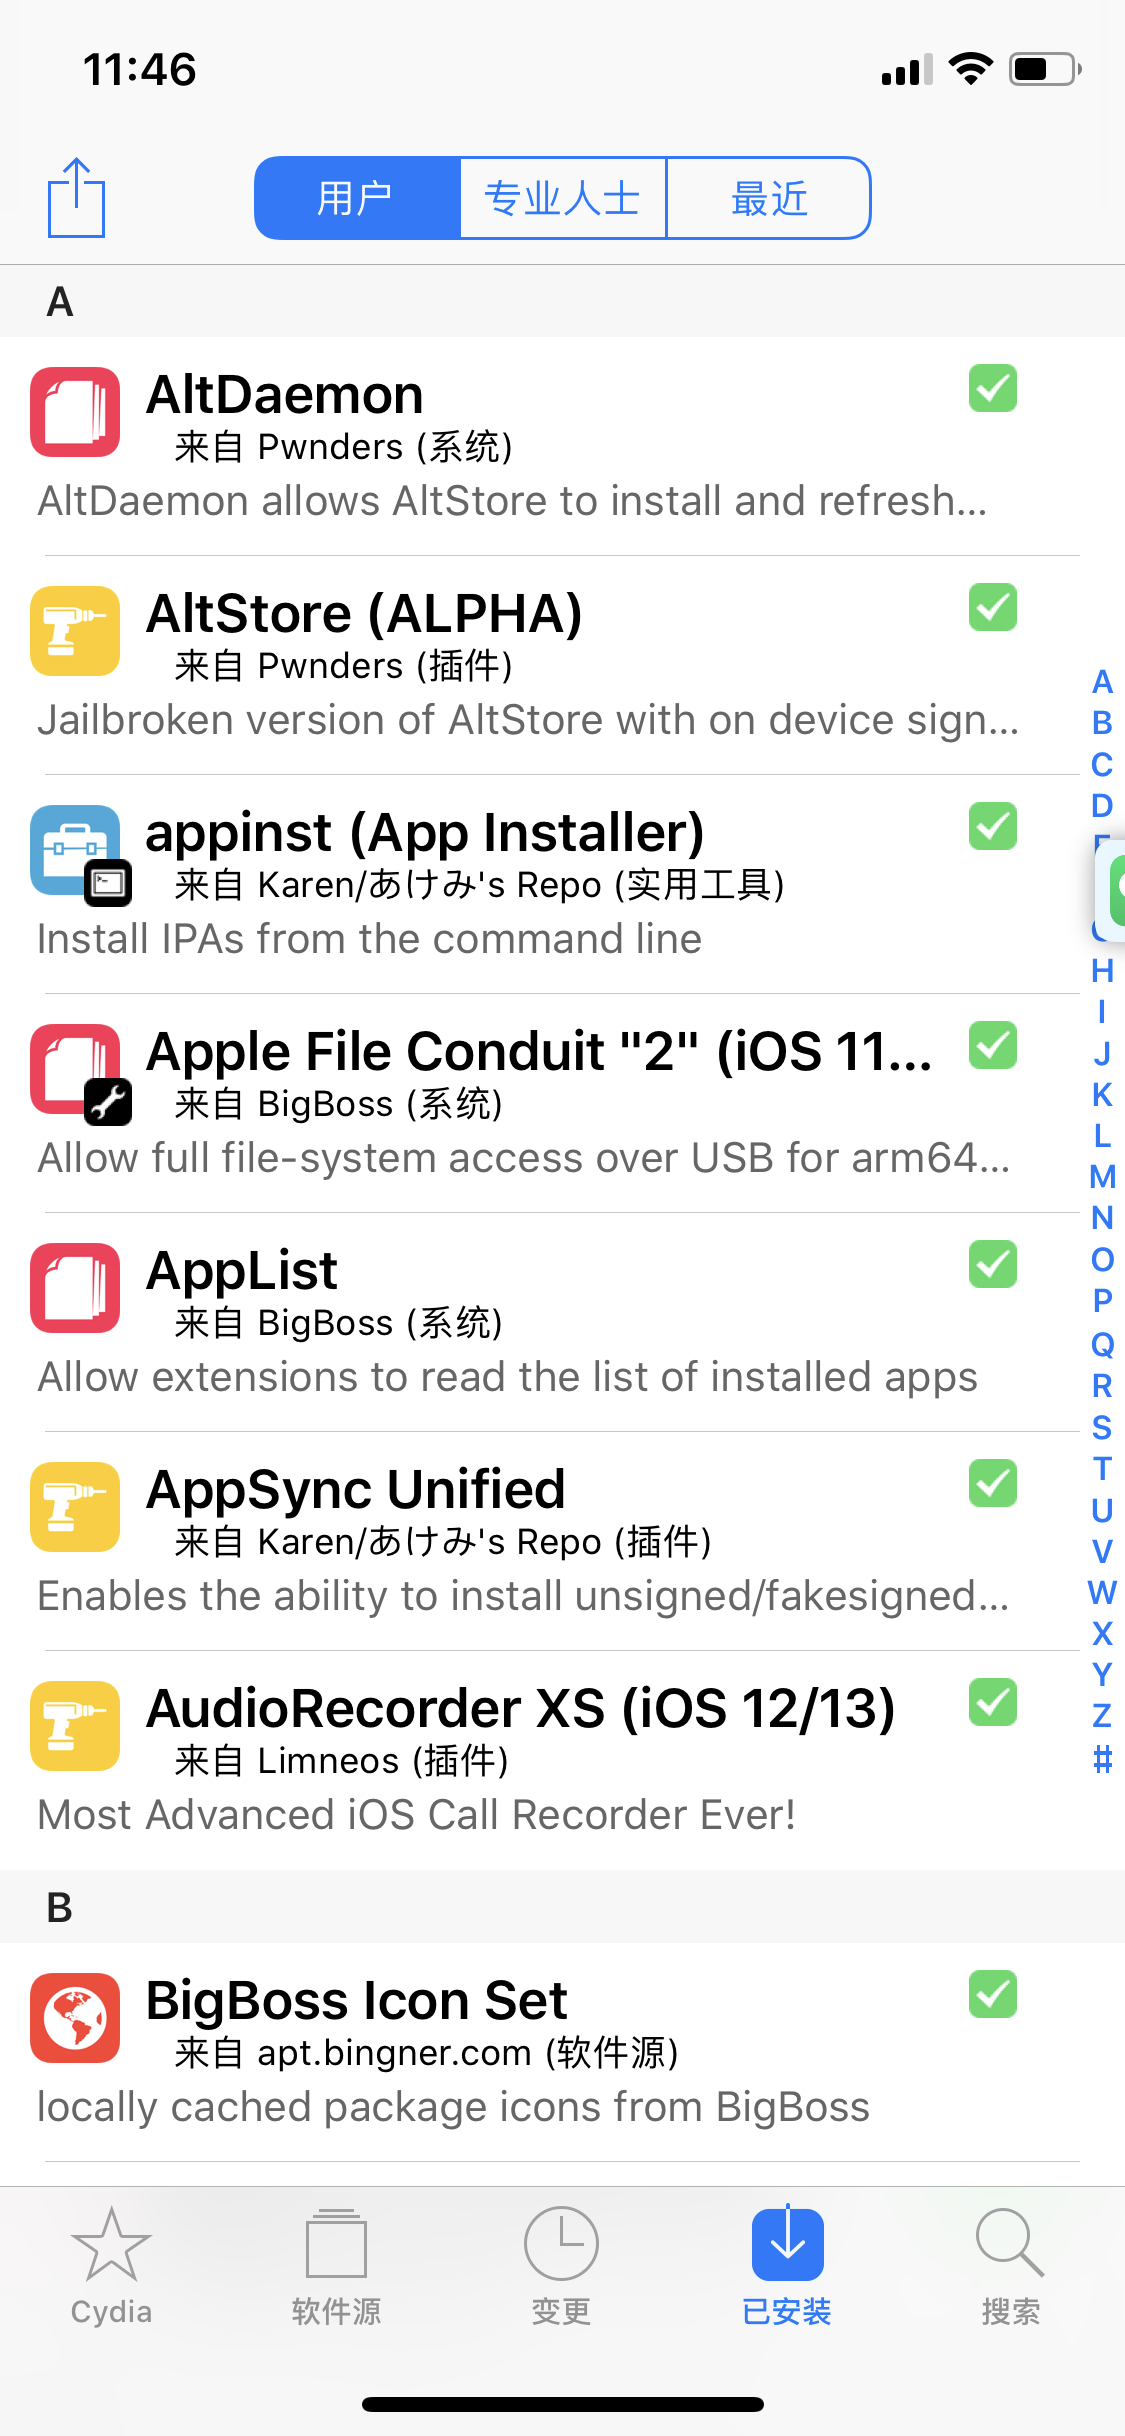 11:46
用户
专业人士
最近
A
AltDaemon
来自 Pwnders (系统)
AltDaemon allows AltStore to install and refresh...
AltStore (ALPHA)
来自 Pwnders (插件)
Jailbroken version of AltStore with on device sign...
appinst (App Installer)
来自 Karen/あけみ's Repo (实用工具)
Install IPAs from the command line
Apple File Conduit "2" (iOS 11...
来自 BigBoss (系统)
Allow full file-system access over USB for arm64...
AppList
来自 BigBoss (系统)
Allow extensions to read the list of installed apps
AppSync Unified
来自 Karen/あけみ's Repo (插件)
Enables the ability to install unsigned/fakesigned...
AudioRecorder XS (iOS 12/13)
来自 Limneos (插件)
Most Advanced iOS Call Recorder Ever!
B
BigBoss Icon Set
来自 apt.bingner.com (软件源)
locally cached package icons from BigBoss
A
B
C
D
H
I
J
K
L
M
N
O
P
Q
R
S
T
U
V
W
X
Y
Z
#
Cydia
软件源
变更
已安装
搜索